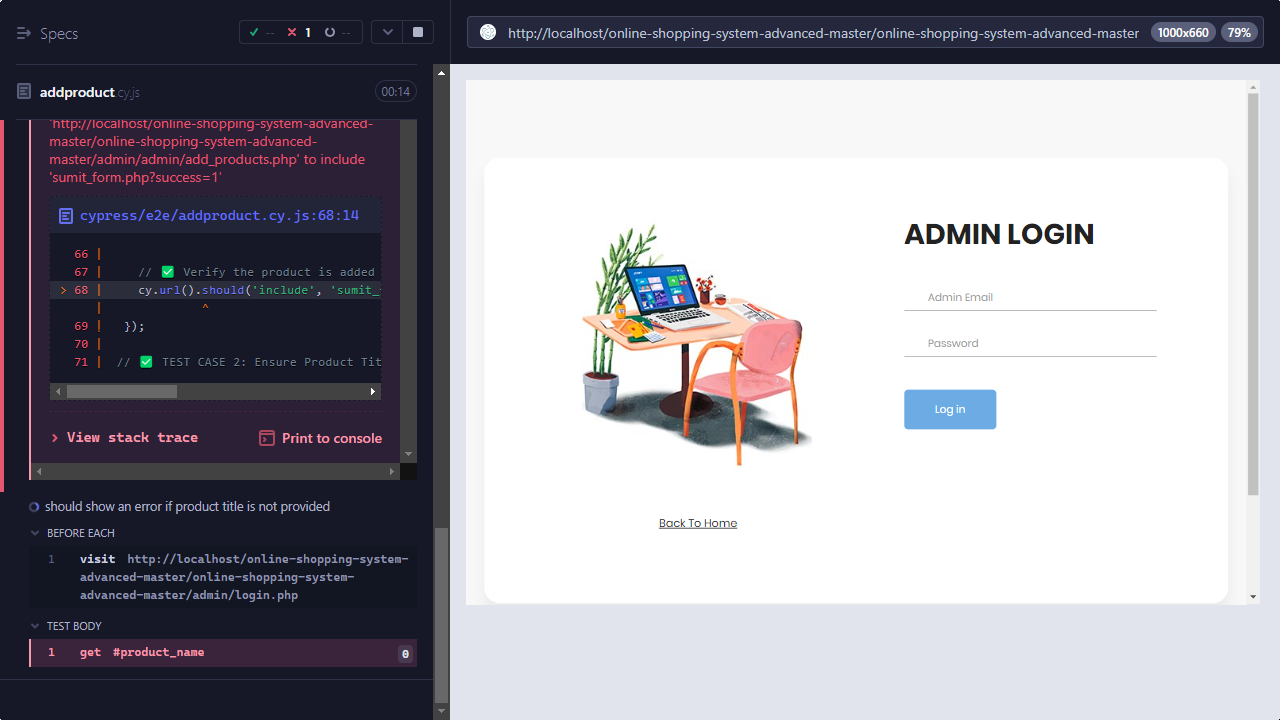 Specs
-- 1 --
addproduct.cy.js
00:14
'http://localhost/online-shopping-system-advanced-
master/online-shopping-system-advanced-
master/admin/admin/add_products.php' to include
'sumit_form.php?success=1'
cypress/e2e/addproduct.cy.js:68:14
66 |
67 | // ✅ Verify the product is added
> 68 | cy.url().should('include', 'sumit_
| ^
69 | });
70 |
71 | // ✅ TEST CASE 2: Ensure Product Tit
> View stack trace
Print to console
should show an error if product title is not provided
BEFORE EACH
1 visit http://localhost/online-shopping-system-
advanced-master/online-shopping-system-
advanced-master/admin/login.php
TEST BODY
1 get #product_name 0
http://localhost/online-shopping-system-advanced-master/online-shopping-system-advanced-master
1000x660
79%
ADMIN LOGIN
Admin Email
Password
Log in
Back To Home